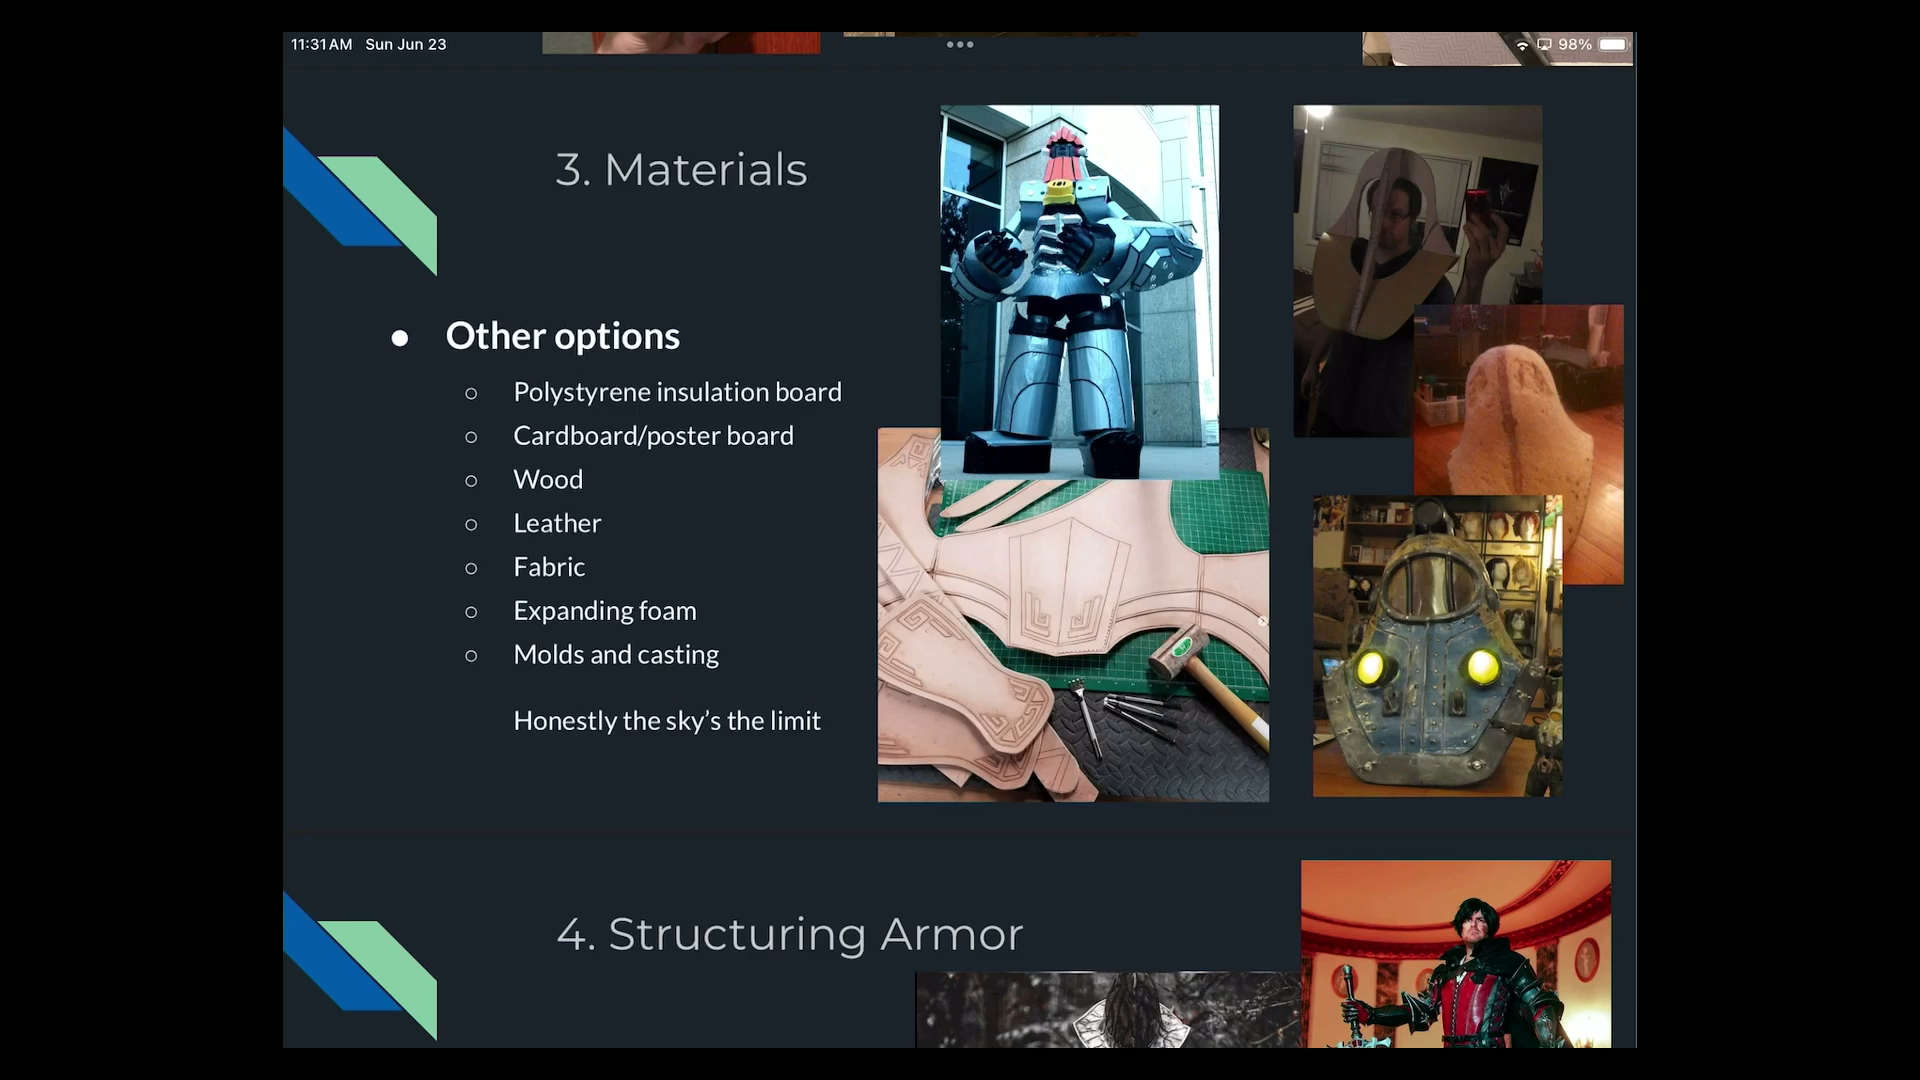 11:31 AM Sun Jun 23
98%
3. Materials
● Other options
○ Polystyrene insulation board
○ Cardboard/poster board
○ Wood
○ Leather
○ Fabric
○ Expanding foam
○ Molds and casting
Honestly the sky’s the limit
4. Structuring Armor